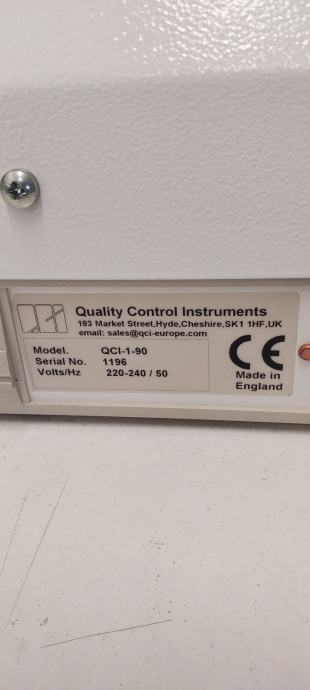 QCI
Quality Control Instruments
193 Market Street,Hyde,Cheshire,SK1 1HF,UK
email: sales@qci-europe.com
Model. QCI-1-90
Serial No. 1196
Volts/Hz 220-240 / 50
CE
Made in
England